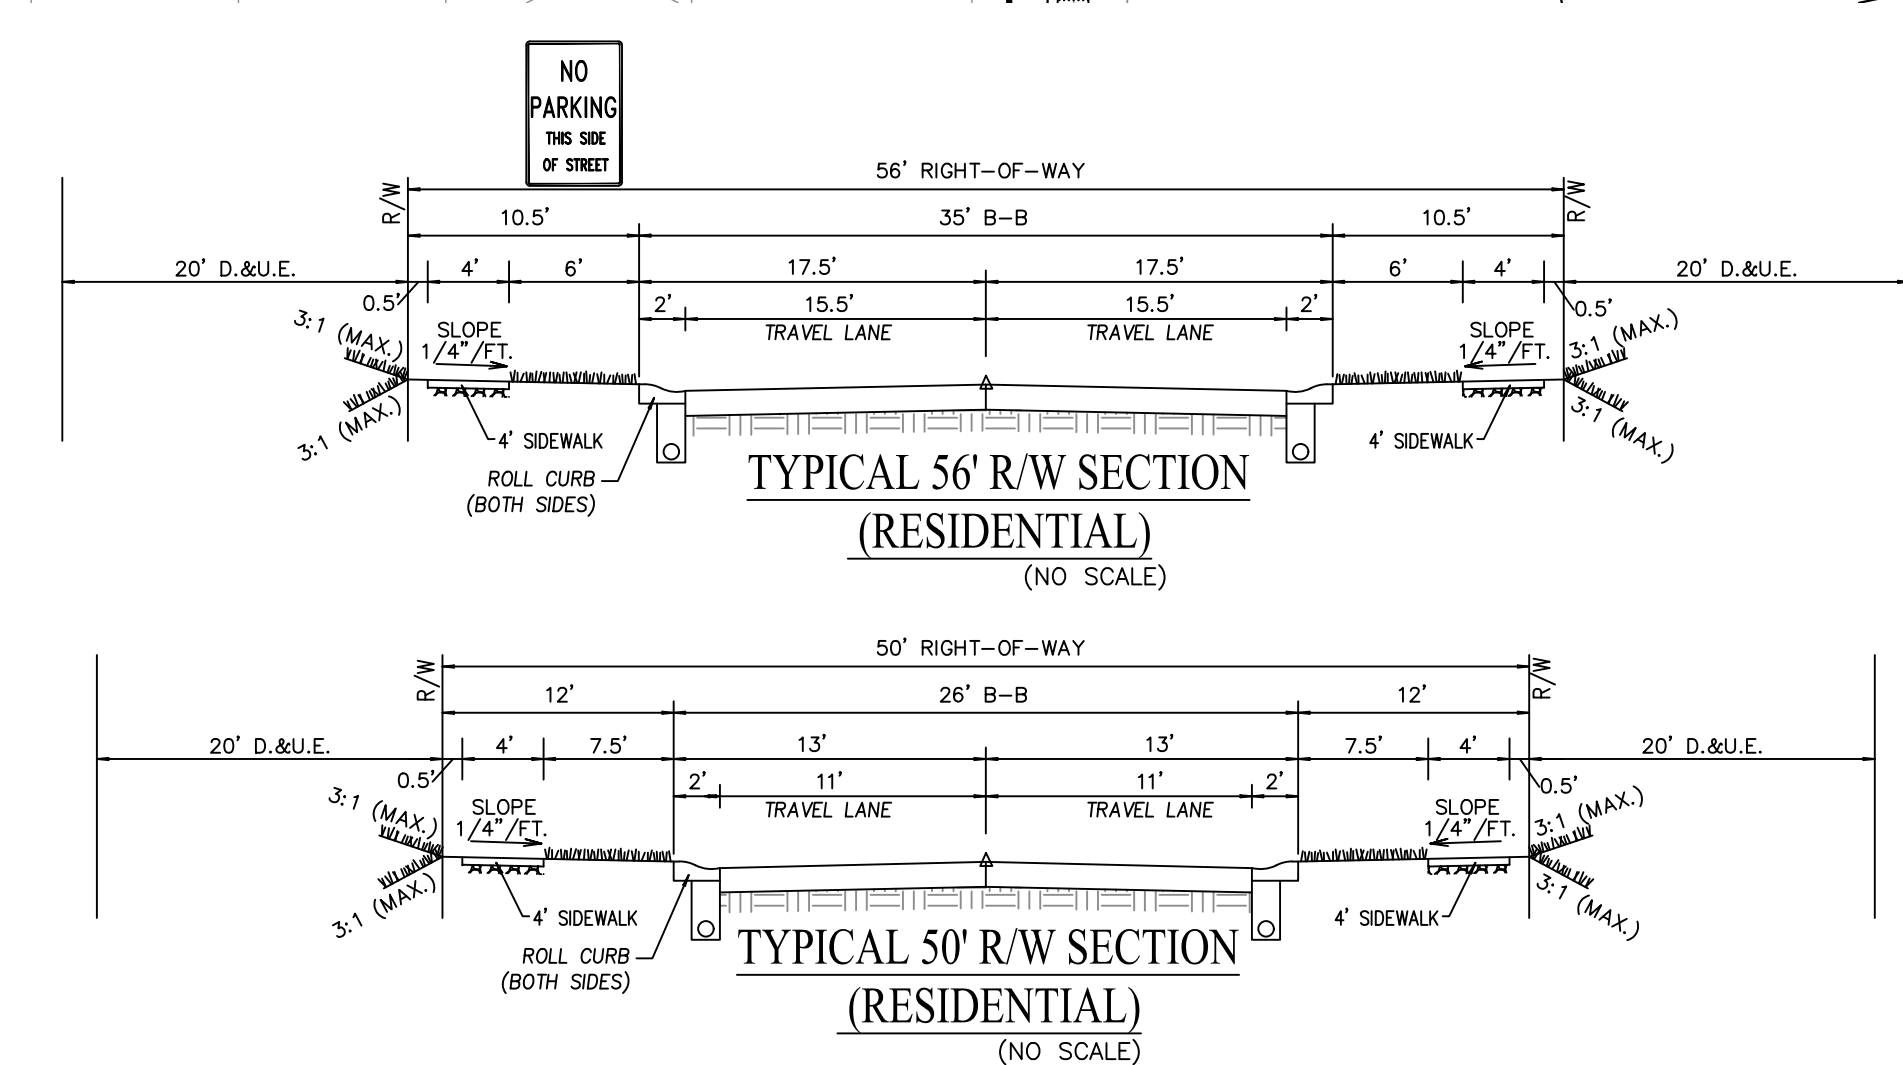 NO
PARKING
THIS SIDE
OF STREET
56' RIGHT-OF-WAY
R/W
R/W
10.5'
35' B-B
10.5'
20' D.&U.E.
4'
6'
17.5'
17.5'
6'
4'
20' D.&U.E.
0.5'
2'
15.5'
15.5'
2'
0.5'
TRAVEL LANE
TRAVEL LANE
3:1 (MAX.)
SLOPE
1/4"/FT.
SLOPE
1/4"/FT.
3:1 (MAX.)
3:1 (MAX.)
3:1 (MAX.)
4' SIDEWALK
4' SIDEWALK
ROLL CURB
(BOTH SIDES)
TYPICAL 56' R/W SECTION
(RESIDENTIAL)
(NO SCALE)
50' RIGHT-OF-WAY
R/W
R/W
12'
26' B-B
12'
20' D.&U.E.
4'
7.5'
13'
13'
7.5'
4'
20' D.&U.E.
0.5'
2'
11'
11'
2'
0.5'
TRAVEL LANE
TRAVEL LANE
3:1 (MAX.)
SLOPE
1/4"/FT.
SLOPE
1/4"/FT.
3:1 (MAX.)
3:1 (MAX.)
3:1 (MAX.)
4' SIDEWALK
4' SIDEWALK
ROLL CURB
(BOTH SIDES)
TYPICAL 50' R/W SECTION
(RESIDENTIAL)
(NO SCALE)